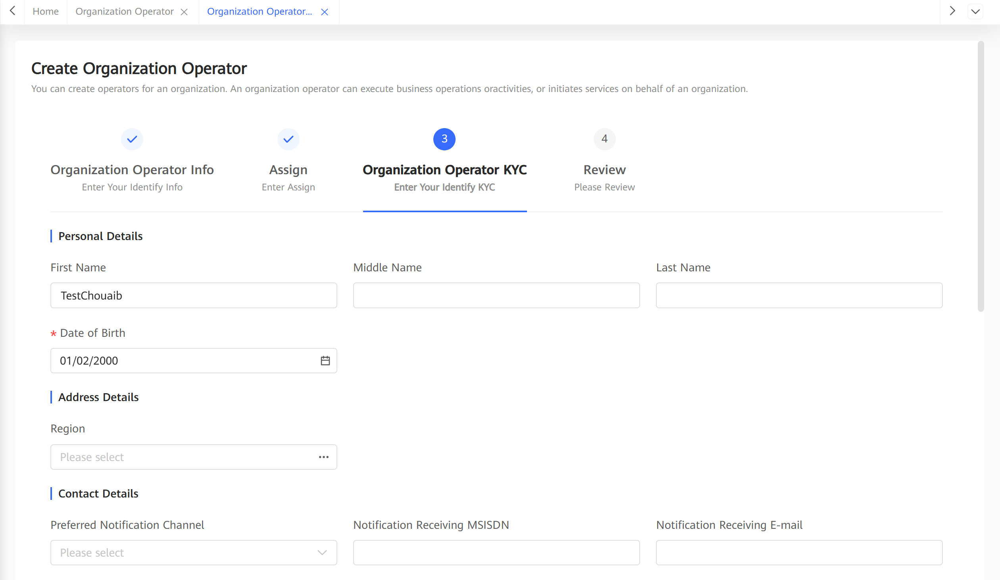 Home
Organization Operator
Organization Operator...
Create Organization Operator
You can create operators for an organization. An organization operator can execute business operations oractivities, or initiates services on behalf of an organization.
3
4
Organization Operator Info
Assign
Organization Operator KYC
Review
Enter Your Identify Info
Enter Assign
Enter Your Identify KYC
Please Review
Personal Details
First Name
Middle Name
Last Name
TestChouaib
* Date of Birth
01/02/2000
Address Details
Region
Please select
Contact Details
Preferred Notification Channel
Notification Receiving MSISDN
Notification Receiving E-mail
Please select